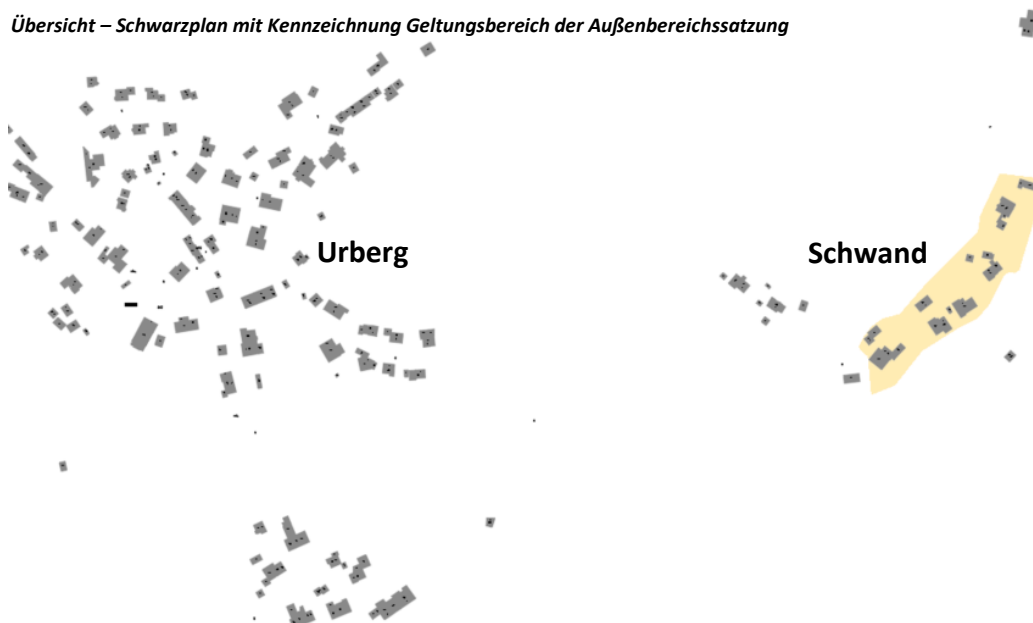 Übersicht – Schwarzplan mit Kennzeichnung Geltungsbereich der Außenbereichssatzung
Urberg
Schwand